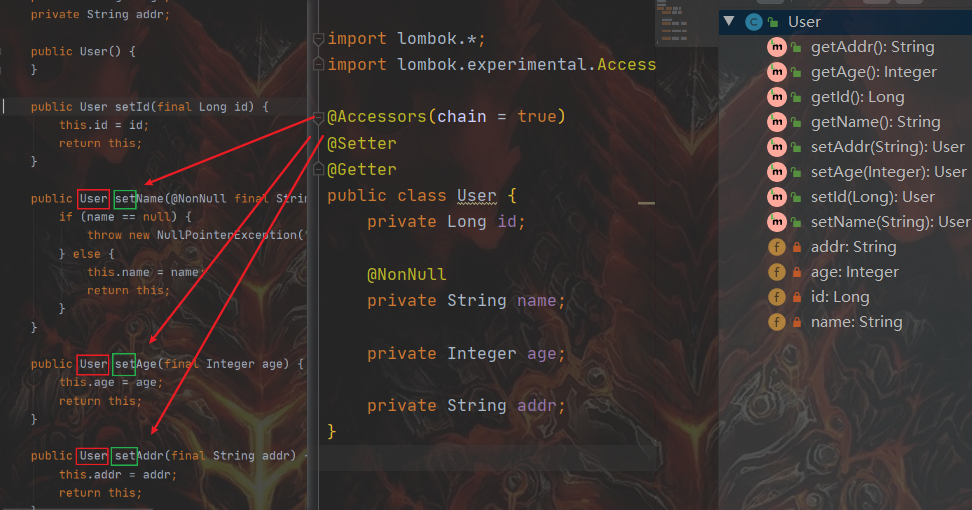 private String addr;
public User() {
}
public User setId(final Long id) {
this.id = id;
return this;
}
public User setName(@NonNull final Strin
if (name == null) {
throw new NullPointerException(
} else {
this.name = name;
return this;
}
}
public User setAge(final Integer age) {
this.age = age;
return this;
}
public User setAddr(final String addr) {
this.addr = addr;
return this;
import lombok.*;
import lombok.experimental.Access
@Accessors(chain = true)
@Setter
@Getter
public class User {
private Long id;
@NonNull
private String name;
private Integer age;
private String addr;
}
C User
m getAddr(): String
m getAge(): Integer
m getId(): Long
m getName(): String
m setAddr(String): User
m setAge(Integer): User
m setId(Long): User
m setName(String): User
f addr: String
f age: Integer
f id: Long
f name: String